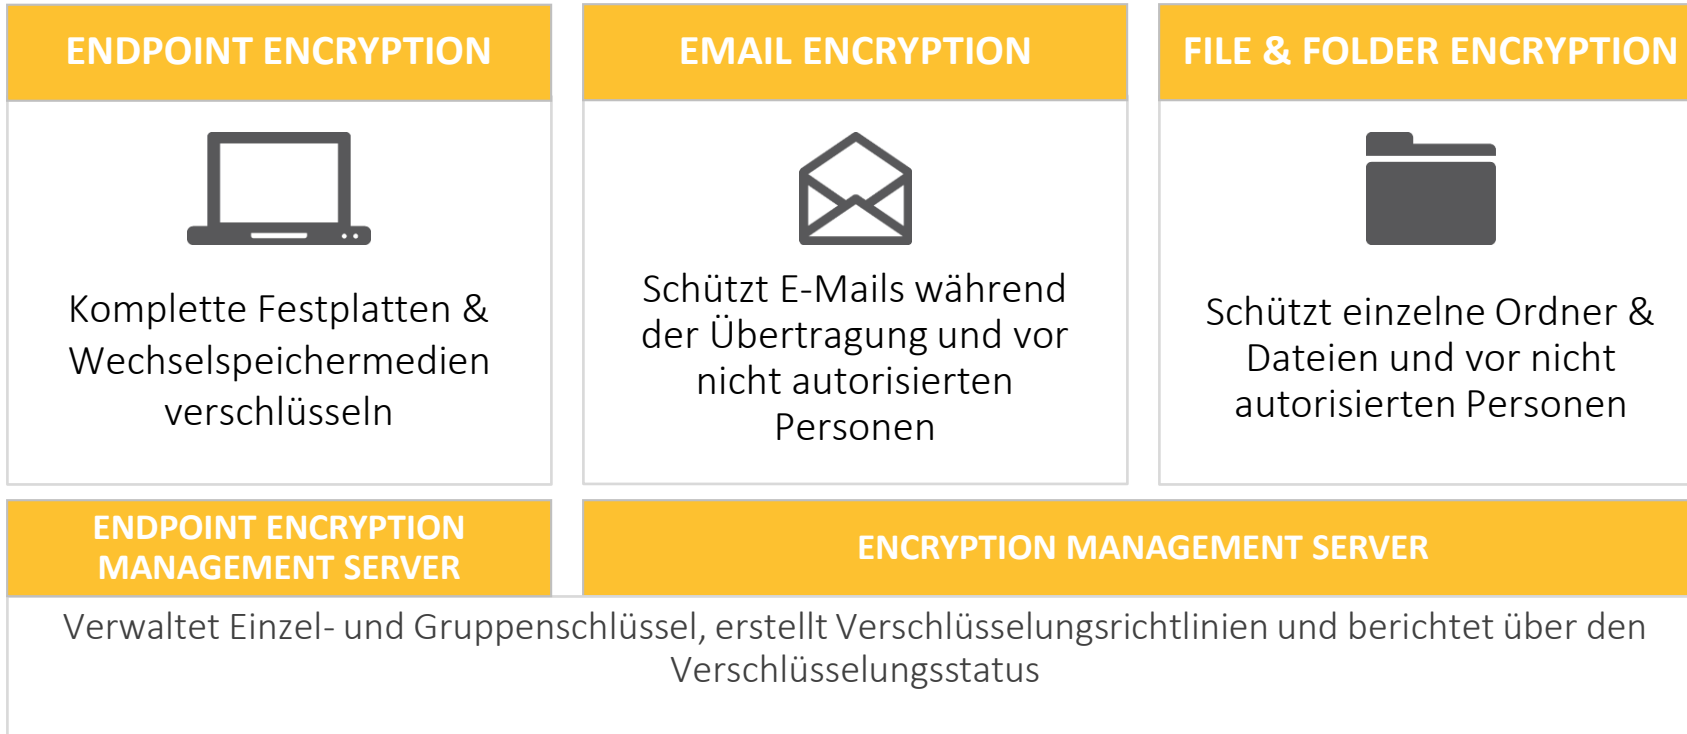 ENDPOINT ENCRYPTION
Komplette Festplatten &
Wechselspeichermedien
verschlüsseln
EMAIL ENCRYPTION
Schützt E-Mails während
der Übertragung und vor
nicht autorisierten
Personen
FILE & FOLDER ENCRYPTION
Schützt einzelne Ordner &
Dateien und vor nicht
autorisierten Personen
ENDPOINT ENCRYPTION
MANAGEMENT SERVER
ENCRYPTION MANAGEMENT SERVER
Verwaltet Einzel- und Gruppenschlüssel, erstellt Verschlüsselungsrichtlinien und berichtet über den
Verschlüsselungsstatus